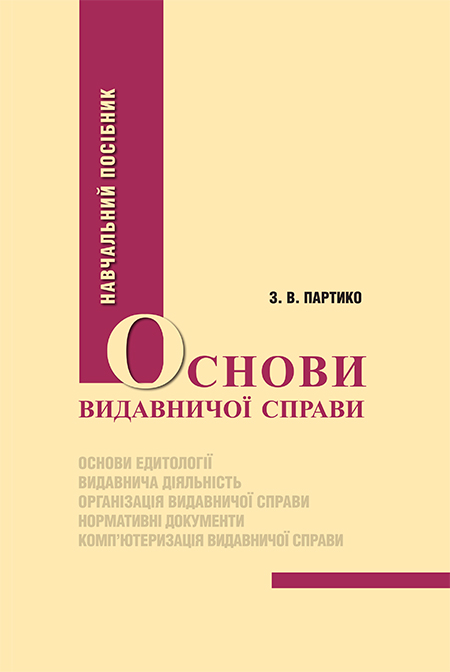 НАВЧАЛЬНИЙ ПОСІБНИК
З. В. ПАРТИКО
ОСНОВИ
ВИДАВНИЧОЇ СПРАВИ
ОСНОВИ ЕДИТОЛОГІЇ
ВИДАВНИЧА ДІЯЛЬНІСТЬ
ОРГАНІЗАЦІЯ ВИДАВНИЧОЇ СПРАВИ
НОРМАТИВНІ ДОКУМЕНТИ
КОМП'ЮТЕРИЗАЦІЯ ВИДАВНИЧОЇ СПРАВИ